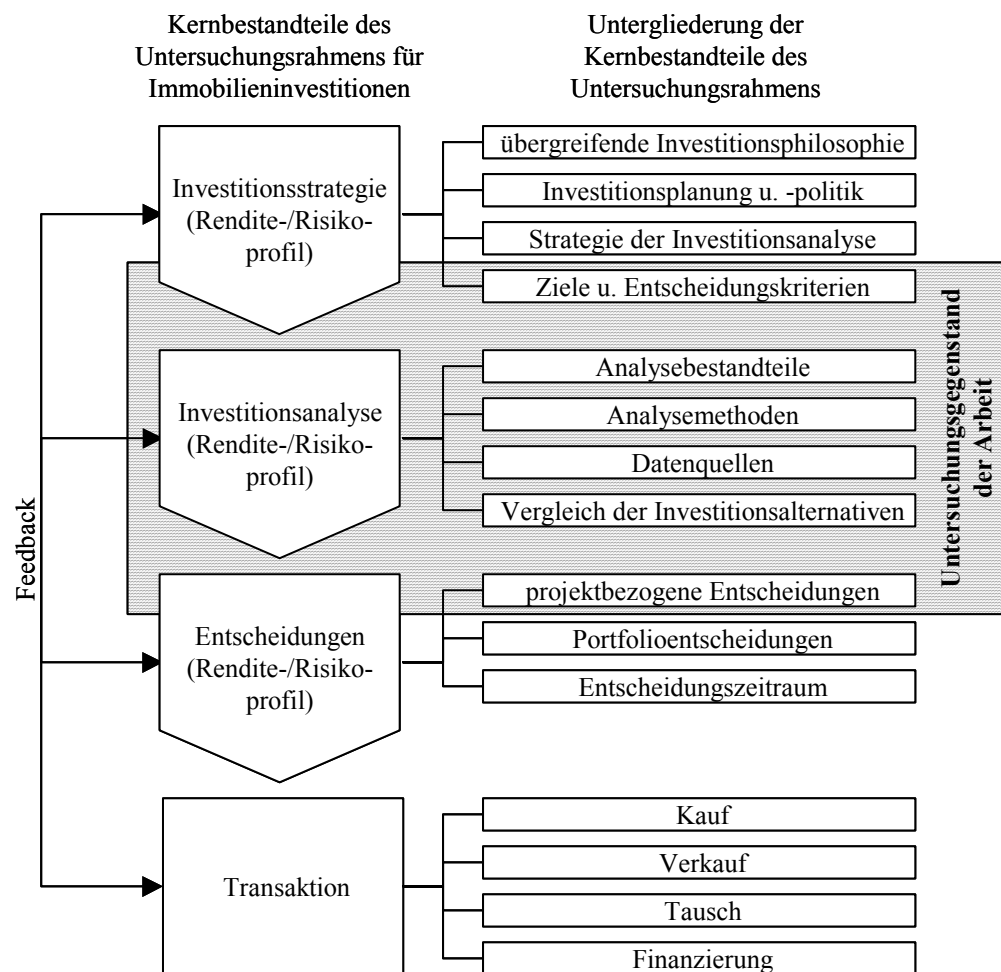 Kernbestandteile des
Untersuchungsrahmens für
Immobilieninvestitionen
Untergliederung der
Kernbestandteile des
Untersuchungsrahmens
Investitionsstrategie
(Rendite-/Risiko-
profil)
übergreifende Investitionsphilosophie
Investitionsplanung u. -politik
Strategie der Investitionsanalyse
Ziele u. Entscheidungskriterien
Investitionsanalyse
(Rendite-/Risiko-
profil)
Analysebestandteile
Analysemethoden
Datenquellen
Vergleich der Investitionsalternativen
Untersuchungsgegenstand
der Arbeit
Feedback
Entscheidungen
(Rendite-/Risiko-
profil)
projektbezogene Entscheidungen
Portfolioentscheidungen
Entscheidungszeitraum
Transaktion
Kauf
Verkauf
Tausch
Finanzierung